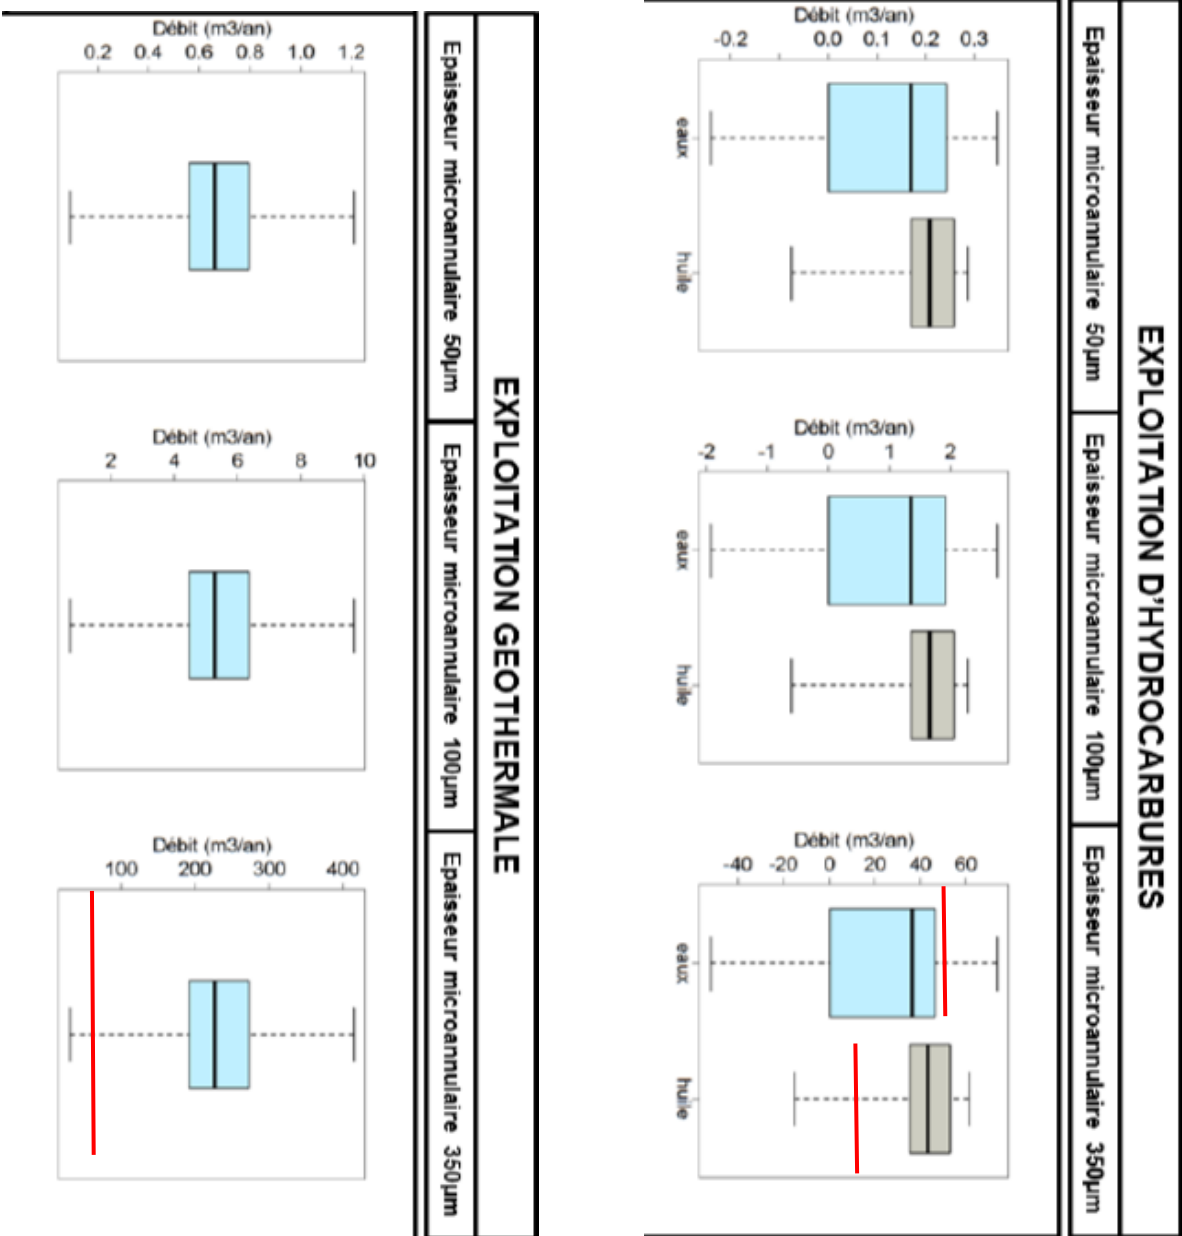 Débit (m3/an)
0.2 0.4 0.6 0.8 1.0 1.2
Epaisseur microannulaire 50µm
Débit (m3/an)
2 4 6 8 10
Epaisseur microannulaire 100µm
Débit (m3/an)
100 200 300 400
Epaisseur microannulaire 350µm
EXPLOITATION GEOTHERMALE
Débit (m3/an)
-0.2 0.0 0.1 0.2 0.3
eaux
huile
Epaisseur microannulaire 50µm
Débit (m3/an)
-2 -1 0 1 2
eaux
huile
Epaisseur microannulaire 100µm
Débit (m3/an)
-40 -20 0 20 40 60
eaux
huile
Epaisseur microannulaire 350µm
EXPLOITATION D'HYDROCARBURES